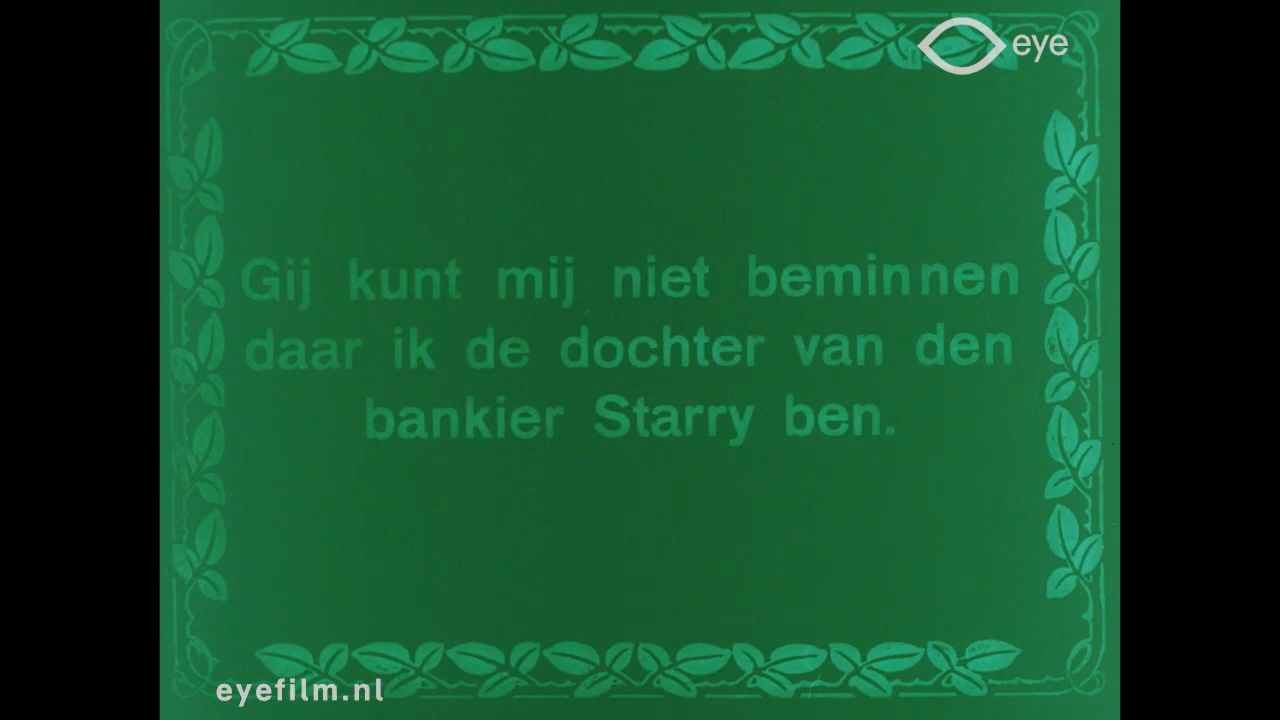 eye
Gij kunt mij niet beminnen
daar ik de dochter van den
bankier Starry ben.
eyefilm.nl